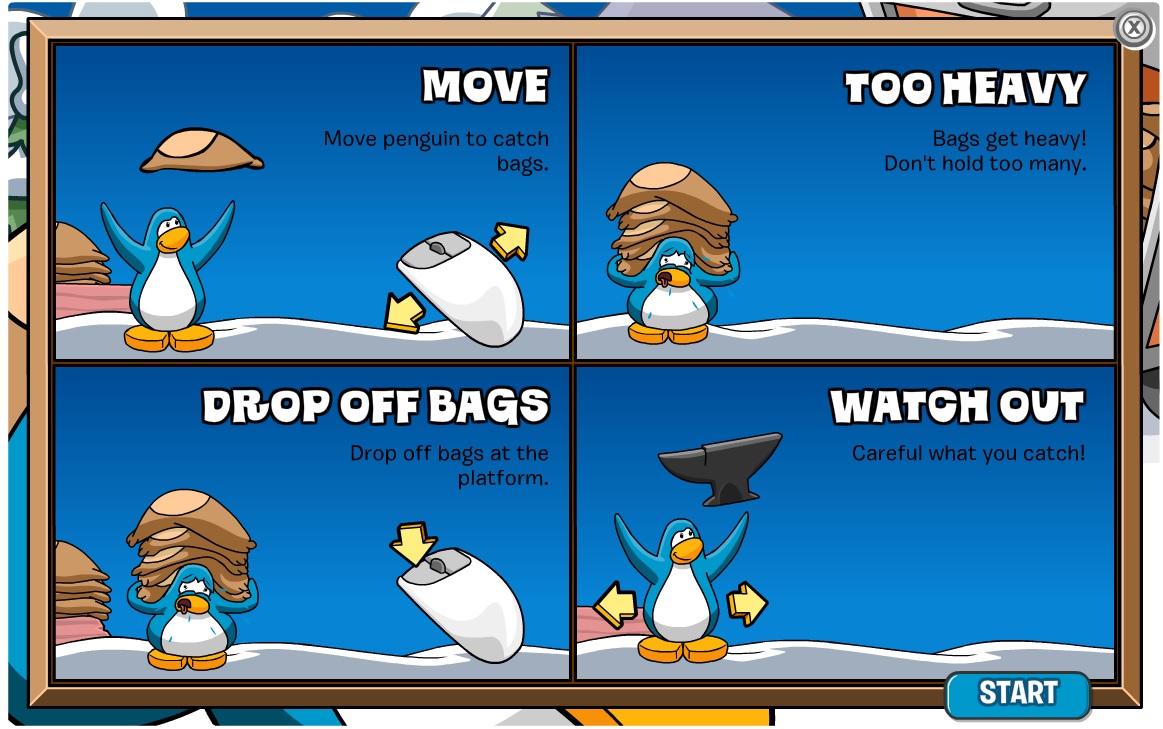 MOVE
Move penguin to catch
bags.
TOO HEAVY
Bags get heavy!
Don't hold too many.
DROP OFF BAGS
Drop off bags at the
platform.
WATCH OUT
Careful what you catch!
START